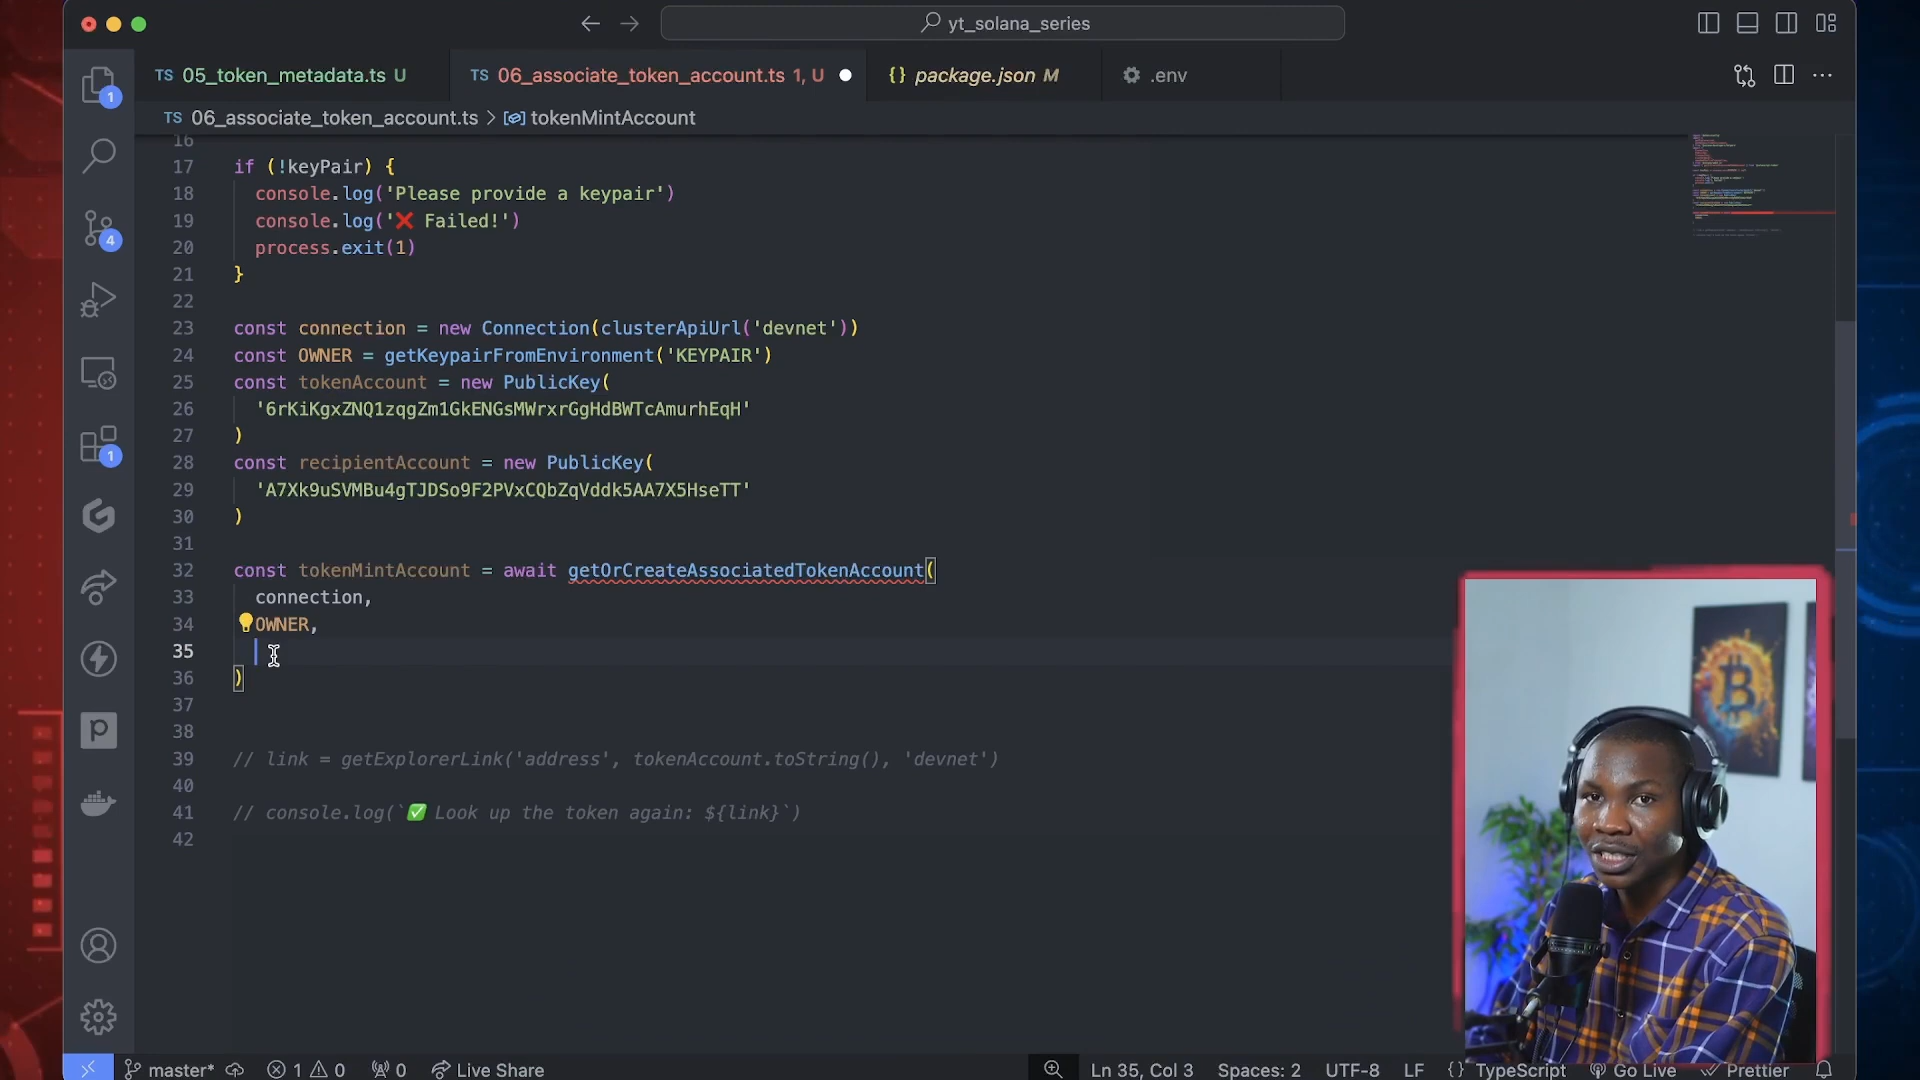 yt_solana_series
TS 05_token_metadata.ts U
TS 06_associate_token_account.ts 1, U
{} package.json M
.env
TS 06_associate_token_account.ts > tokenMintAccount
16
17 if (!keyPair) {
18 console.log('Please provide a keypair')
19 console.log('❌ Failed!')
20 process.exit(1)
21 }
22
23 const connection = new Connection(clusterApiUrl('devnet'))
24 const OWNER = getKeypairFromEnvironment('KEYPAIR')
25 const tokenAccount = new PublicKey(
26 '6rKiKgxZNQ1zqgZm1GkENGsMWrxrGgHdBWTcAmurhEqH'
27 )
28 const recipientAccount = new PublicKey(
29 'A7Xk9uSVMBu4gTJDSo9F2PVxCQbZqVddk5AA7X5HseTT'
30 )
31
32 const tokenMintAccount = await getOrCreateAssociatedTokenAccount(
33 connection,
34 OWNER,
35
36 )
37
38
39 // link = getExplorerLink('address', tokenAccount.toString(), 'devnet')
40
41 // console.log(`✅ Look up the token again: ${link}`)
42
1
4
1
master* 1 0 0 Live Share
Ln 35, Col 3 Spaces: 2 UTF-8 LF {} TypeScript Go Live Prettier